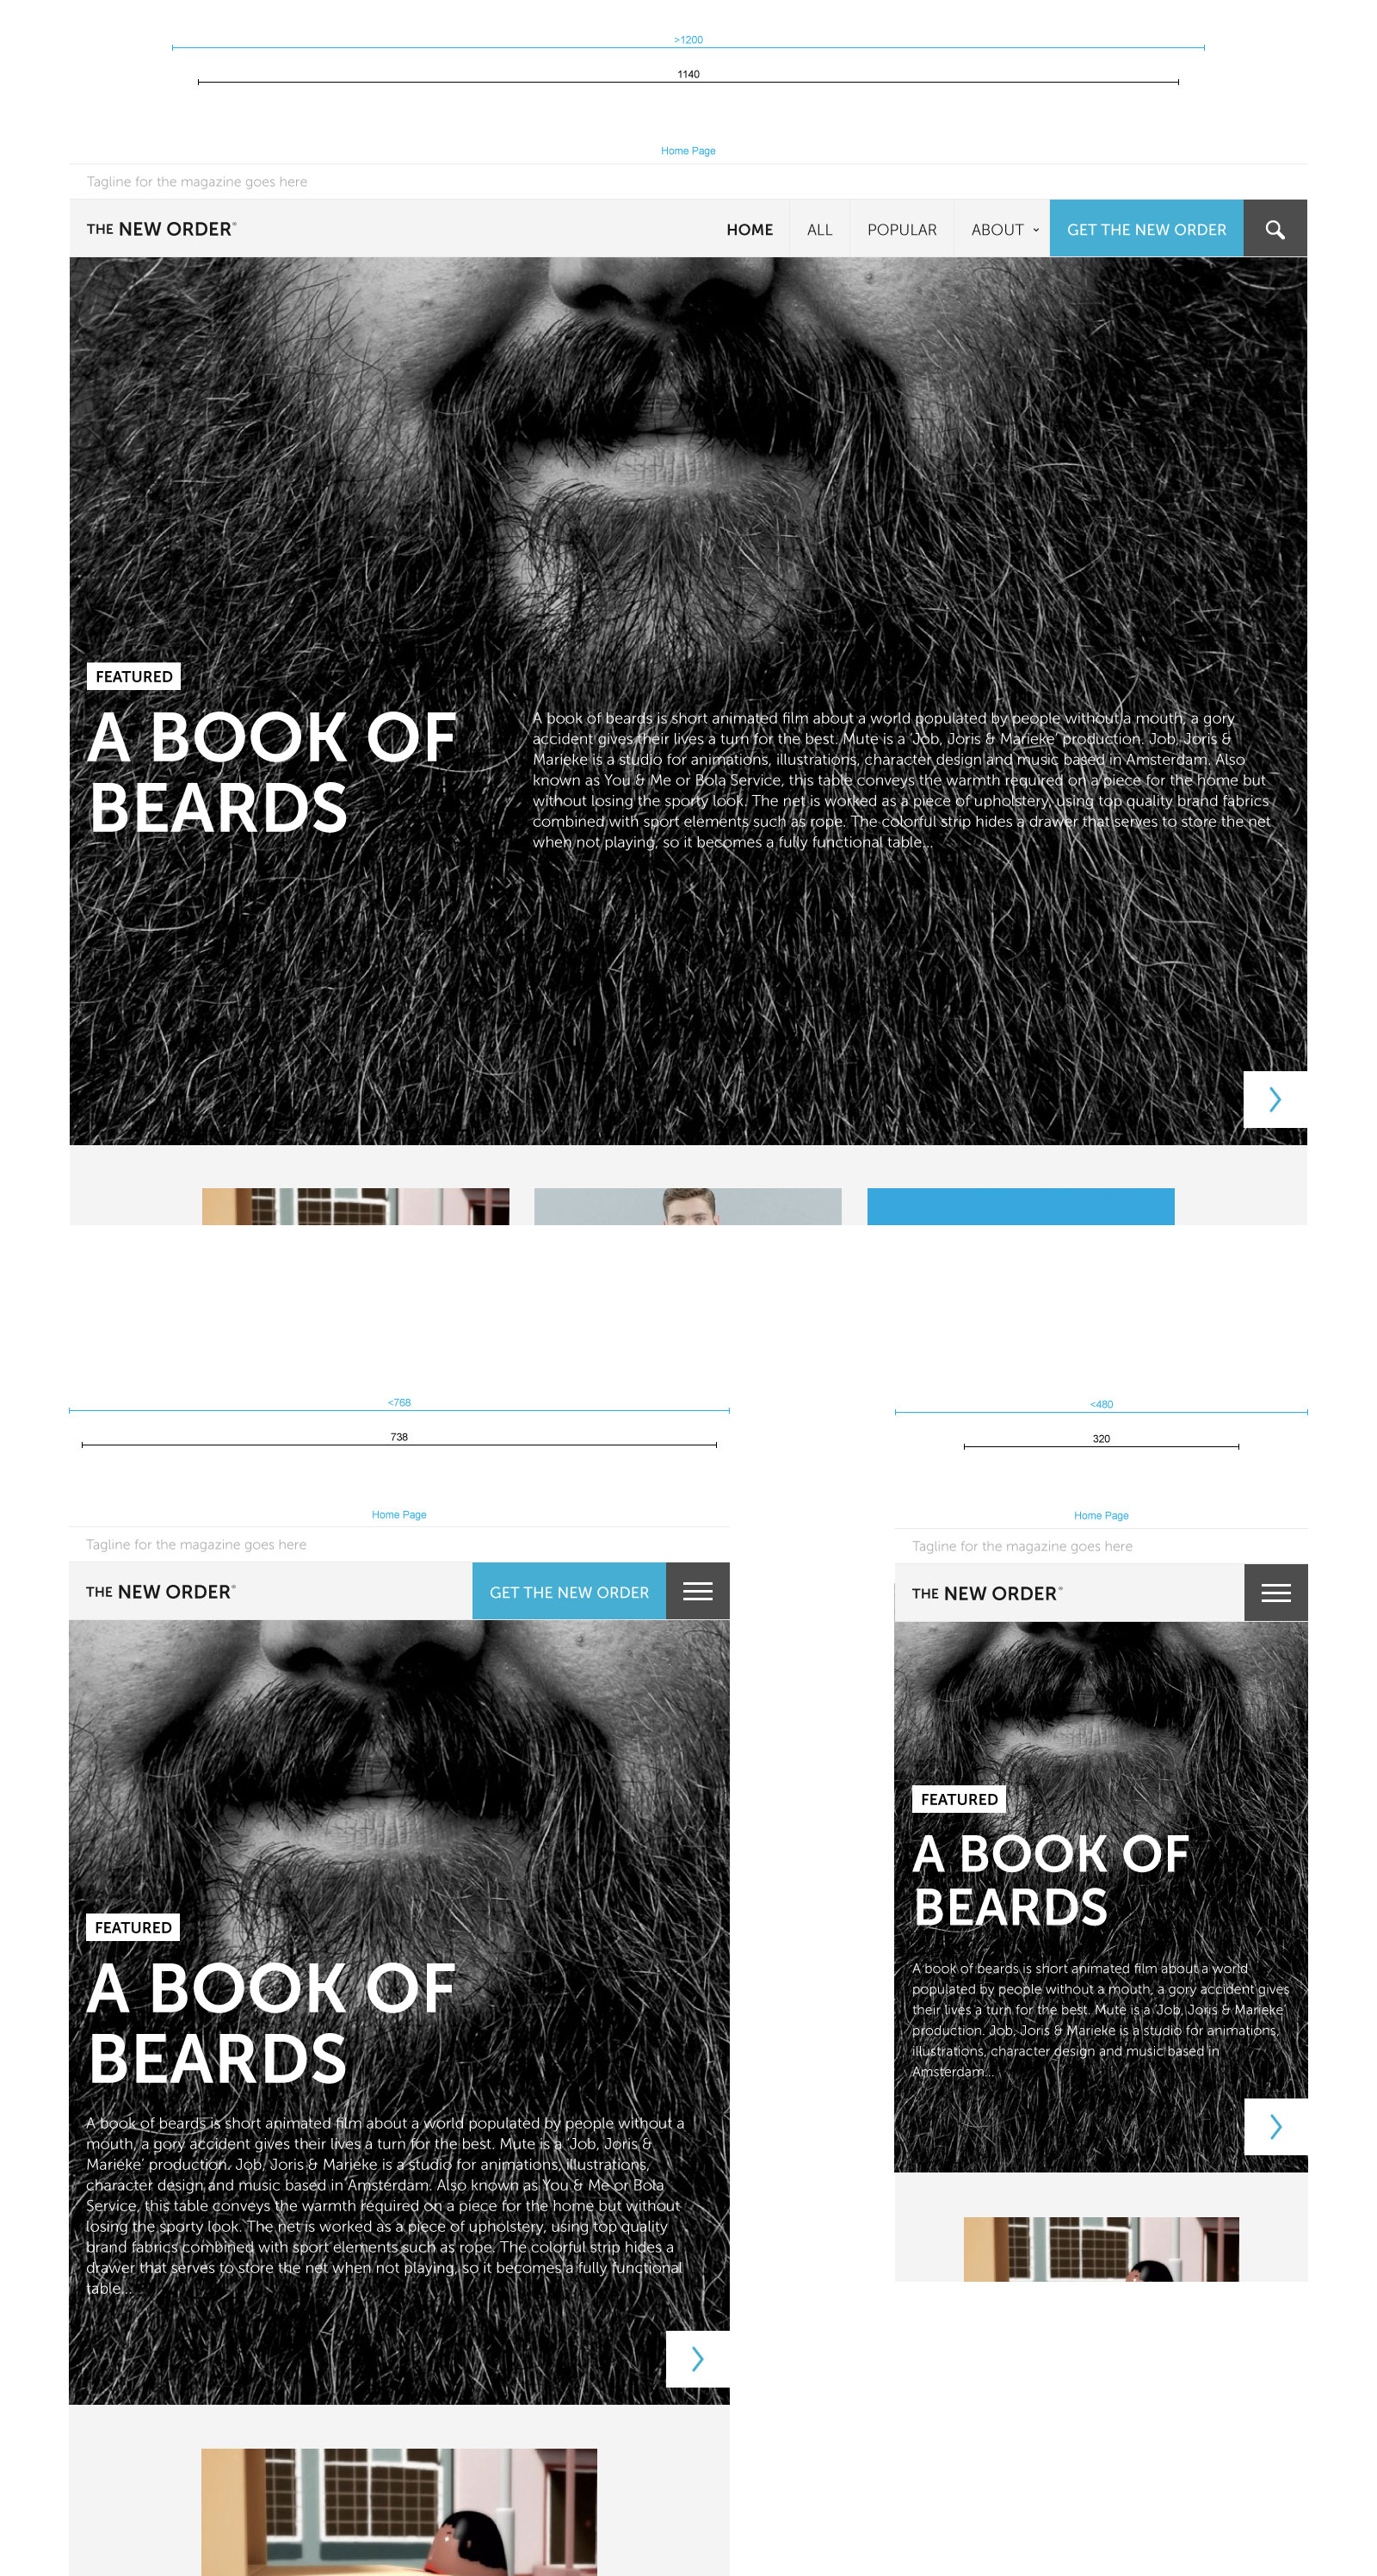 >1200
1140
Home Page
Tagline for the magazine goes here
THE NEW ORDER®
HOME
ALL
POPULAR
ABOUT
GET THE NEW ORDER
FEATURED
A BOOK OF
BEARDS
A book of beards is short animated film about a world populated by people without a mouth, a gory
accident gives their lives a turn for the best. Mute is a ‘Job, Joris & Marieke’ production. Job, Joris &
Marieke is a studio for animations, illustrations, character design and music based in Amsterdam. Also
known as You & Me or Bola Service, this table conveys the warmth required on a piece for the home but
without losing the sporty look. The net is worked as a piece of upholstery, using top quality brand fabrics
combined with sport elements such as rope. The colorful strip hides a drawer that serves to store the net
when not playing, so it becomes a fully functional table...
<768
738
Home Page
Tagline for the magazine goes here
THE NEW ORDER®
GET THE NEW ORDER
FEATURED
A BOOK OF
BEARDS
A book of beards is short animated film about a world populated by people without a
mouth, a gory accident gives their lives a turn for the best. Mute is a ‘Job, Joris &
Marieke’ production. Job, Joris & Marieke is a studio for animations, illustrations,
character design and music based in Amsterdam. Also known as You & Me or Bola
Service, this table conveys the warmth required on a piece for the home but without
losing the sporty look. The net is worked as a piece of upholstery, using top quality
brand fabrics combined with sport elements such as rope. The colorful strip hides a
drawer that serves to store the net when not playing, so it becomes a fully functional
table...
<480
320
Home Page
Tagline for the magazine goes here
THE NEW ORDER®
FEATURED
A BOOK OF
BEARDS
A book of beards is short animated film about a world
populated by people without a mouth, a gory accident gives
their lives a turn for the best. Mute is a ‘Job, Joris & Marieke’
production. Job, Joris & Marieke is a studio for animations,
illustrations, character design and music based in
Amsterdam...